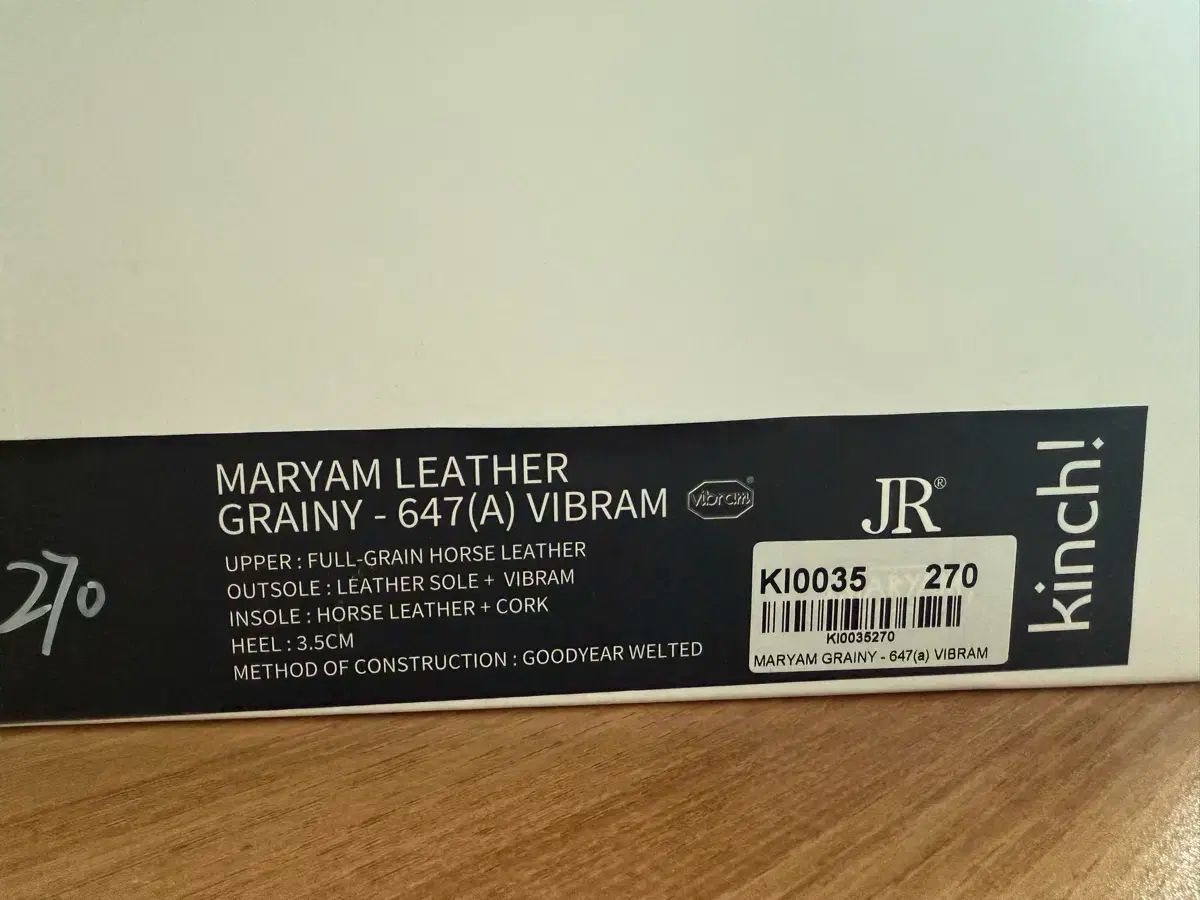 270
MARYAM LEATHER
GRAINY - 647(A) VIBRAM
vibram®
UPPER : FULL-GRAIN HORSE LEATHER
OUTSOLE : LEATHER SOLE + VIBRAM
INSOLE : HORSE LEATHER + CORK
HEEL : 3.5CM
METHOD OF CONSTRUCTION : GOODYEAR WELTED
JR®
KI0035 270
KI0035270
MARYAM GRAINY - 647(a) VIBRAM
kinch!